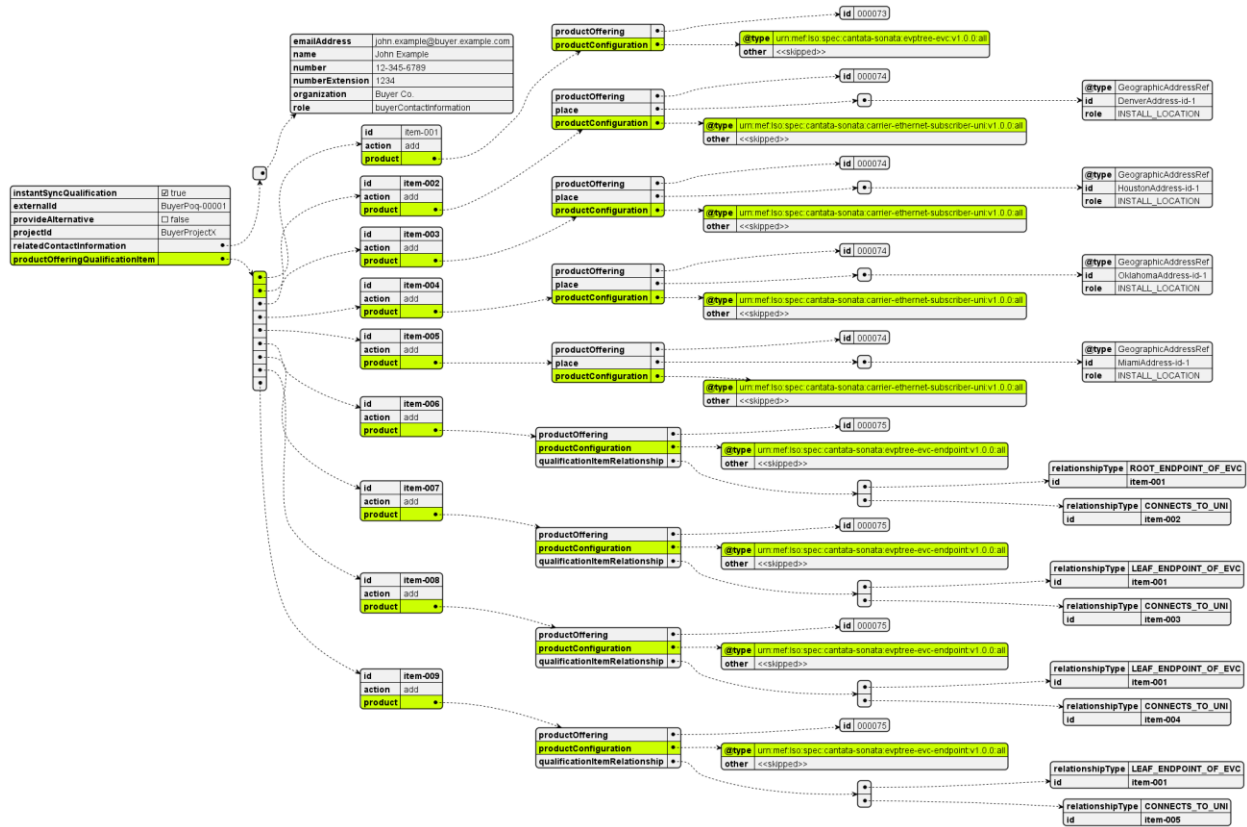 instantSyncQualification ☑ true
externalId BuyerPoq-00001
provideAlternative ☐ false
projectId BuyerProjectX
relatedContactInformation
productOfferingQualificationItem
emailAddress john.example@buyer.example.com
name John Example
number 12-345-6789
numberExtension 1234
organization Buyer Co.
role buyerContactInformation
id item-001
action add
product
productOffering
productConfiguration
id 000073
@type urn:mef:lso:spec:cantata-sonata:evptree-evc:v1.0.0:all
other <<skipped>>
id item-002
action add
product
productOffering
place
productConfiguration
id 000074
@type GeographicAddressRef
id DenverAddress-id-1
role INSTALL_LOCATION
@type urn:mef:lso:spec:cantata-sonata:carrier-ethernet-subscriber-uni:v1.0.0:all
other <<skipped>>
id item-003
action add
product
productOffering
place
productConfiguration
id 000074
@type GeographicAddressRef
id HoustonAddress-id-1
role INSTALL_LOCATION
@type urn:mef:lso:spec:cantata-sonata:carrier-ethernet-subscriber-uni:v1.0.0:all
other <<skipped>>
id item-004
action add
product
productOffering
place
productConfiguration
id 000074
@type GeographicAddressRef
id OklahomaAddress-id-1
role INSTALL_LOCATION
@type urn:mef:lso:spec:cantata-sonata:carrier-ethernet-subscriber-uni:v1.0.0:all
other <<skipped>>
id item-005
action add
product
productOffering
place
productConfiguration
id 000074
@type GeographicAddressRef
id MiamiAddress-id-1
role INSTALL_LOCATION
@type urn:mef:lso:spec:cantata-sonata:carrier-ethernet-subscriber-uni:v1.0.0:all
other <<skipped>>
id item-006
action add
product
productOffering
productConfiguration
qualificationItemRelationship
id 000075
@type urn:mef:lso:spec:cantata-sonata:evptree-evc-endpoint:v1.0.0:all
other <<skipped>>
relationshipType ROOT_ENDPOINT_OF_EVC
id item-001
relationshipType CONNECTS_TO_UNI
id item-002
id item-007
action add
product
productOffering
productConfiguration
qualificationItemRelationship
id 000075
@type urn:mef:lso:spec:cantata-sonata:evptree-evc-endpoint:v1.0.0:all
other <<skipped>>
relationshipType LEAF_ENDPOINT_OF_EVC
id item-001
relationshipType CONNECTS_TO_UNI
id item-003
id item-008
action add
product
productOffering
productConfiguration
qualificationItemRelationship
id 000075
@type urn:mef:lso:spec:cantata-sonata:evptree-evc-endpoint:v1.0.0:all
other <<skipped>>
relationshipType LEAF_ENDPOINT_OF_EVC
id item-001
relationshipType CONNECTS_TO_UNI
id item-004
id item-009
action add
product
productOffering
productConfiguration
qualificationItemRelationship
id 000075
@type urn:mef:lso:spec:cantata-sonata:evptree-evc-endpoint:v1.0.0:all
other <<skipped>>
relationshipType LEAF_ENDPOINT_OF_EVC
id item-001
relationshipType CONNECTS_TO_UNI
id item-005